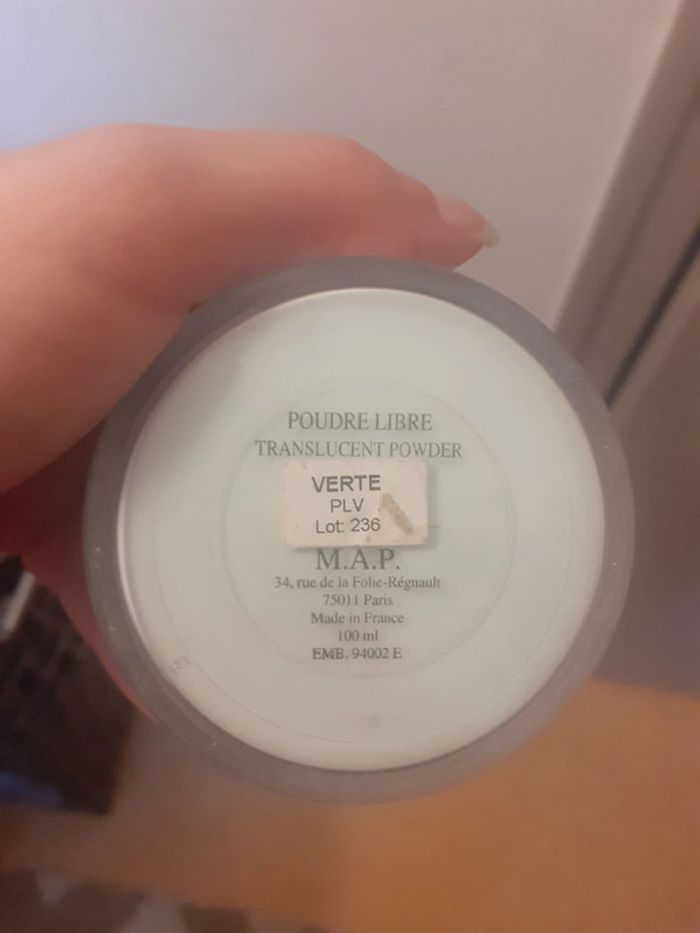 POUDRE LIBRE
TRANSLUCENT POWDER
VERTE
PLV
Lot: 236
M.A.P.
34, rue de la Folie-Régnault
75011 Paris
Made in France
100 ml
EMB. 94002 E